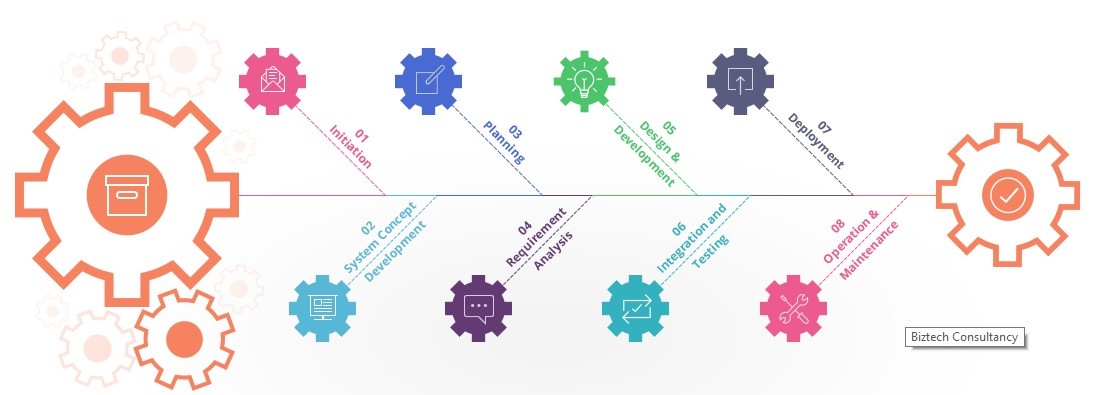 01
Initiation
02
System Concept
Development
03
Planning
04
Requirement
Analysis
05
Design &
Development
06
Integration and
Testing
07
Deployment
08
Operation &
Maintenance
Biztech Consultancy